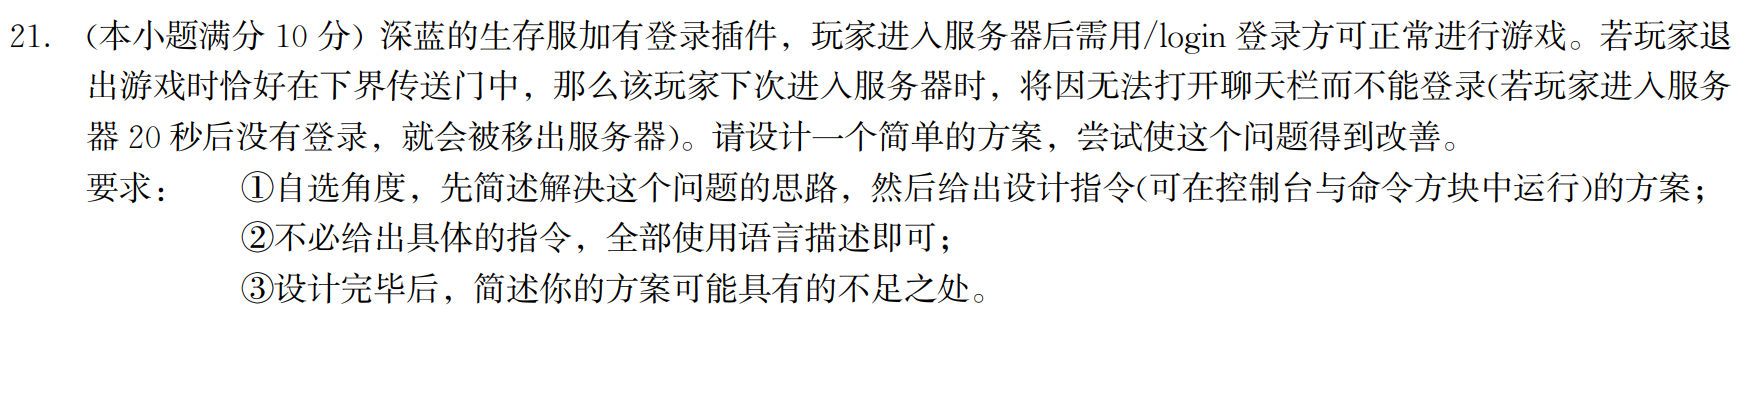 21. (本小题满分 10 分) 深蓝的生存服加有登录插件，玩家进入服务器后需用/login 登录方可正常进行游戏。若玩家退
出游戏时恰好在下界传送门中，那么该玩家下次进入服务器时，将因无法打开聊天栏而不能登录(若玩家进入服务
器 20 秒后没有登录，就会被移出服务器)。请设计一个简单的方案，尝试使这个问题得到改善。
要求： ①自选角度，先简述解决这个问题的思路，然后给出设计指令(可在控制台与命令方块中运行)的方案；
②不必给出具体的指令，全部使用语言描述即可；
③设计完毕后，简述你的方案可能具有的不足之处。